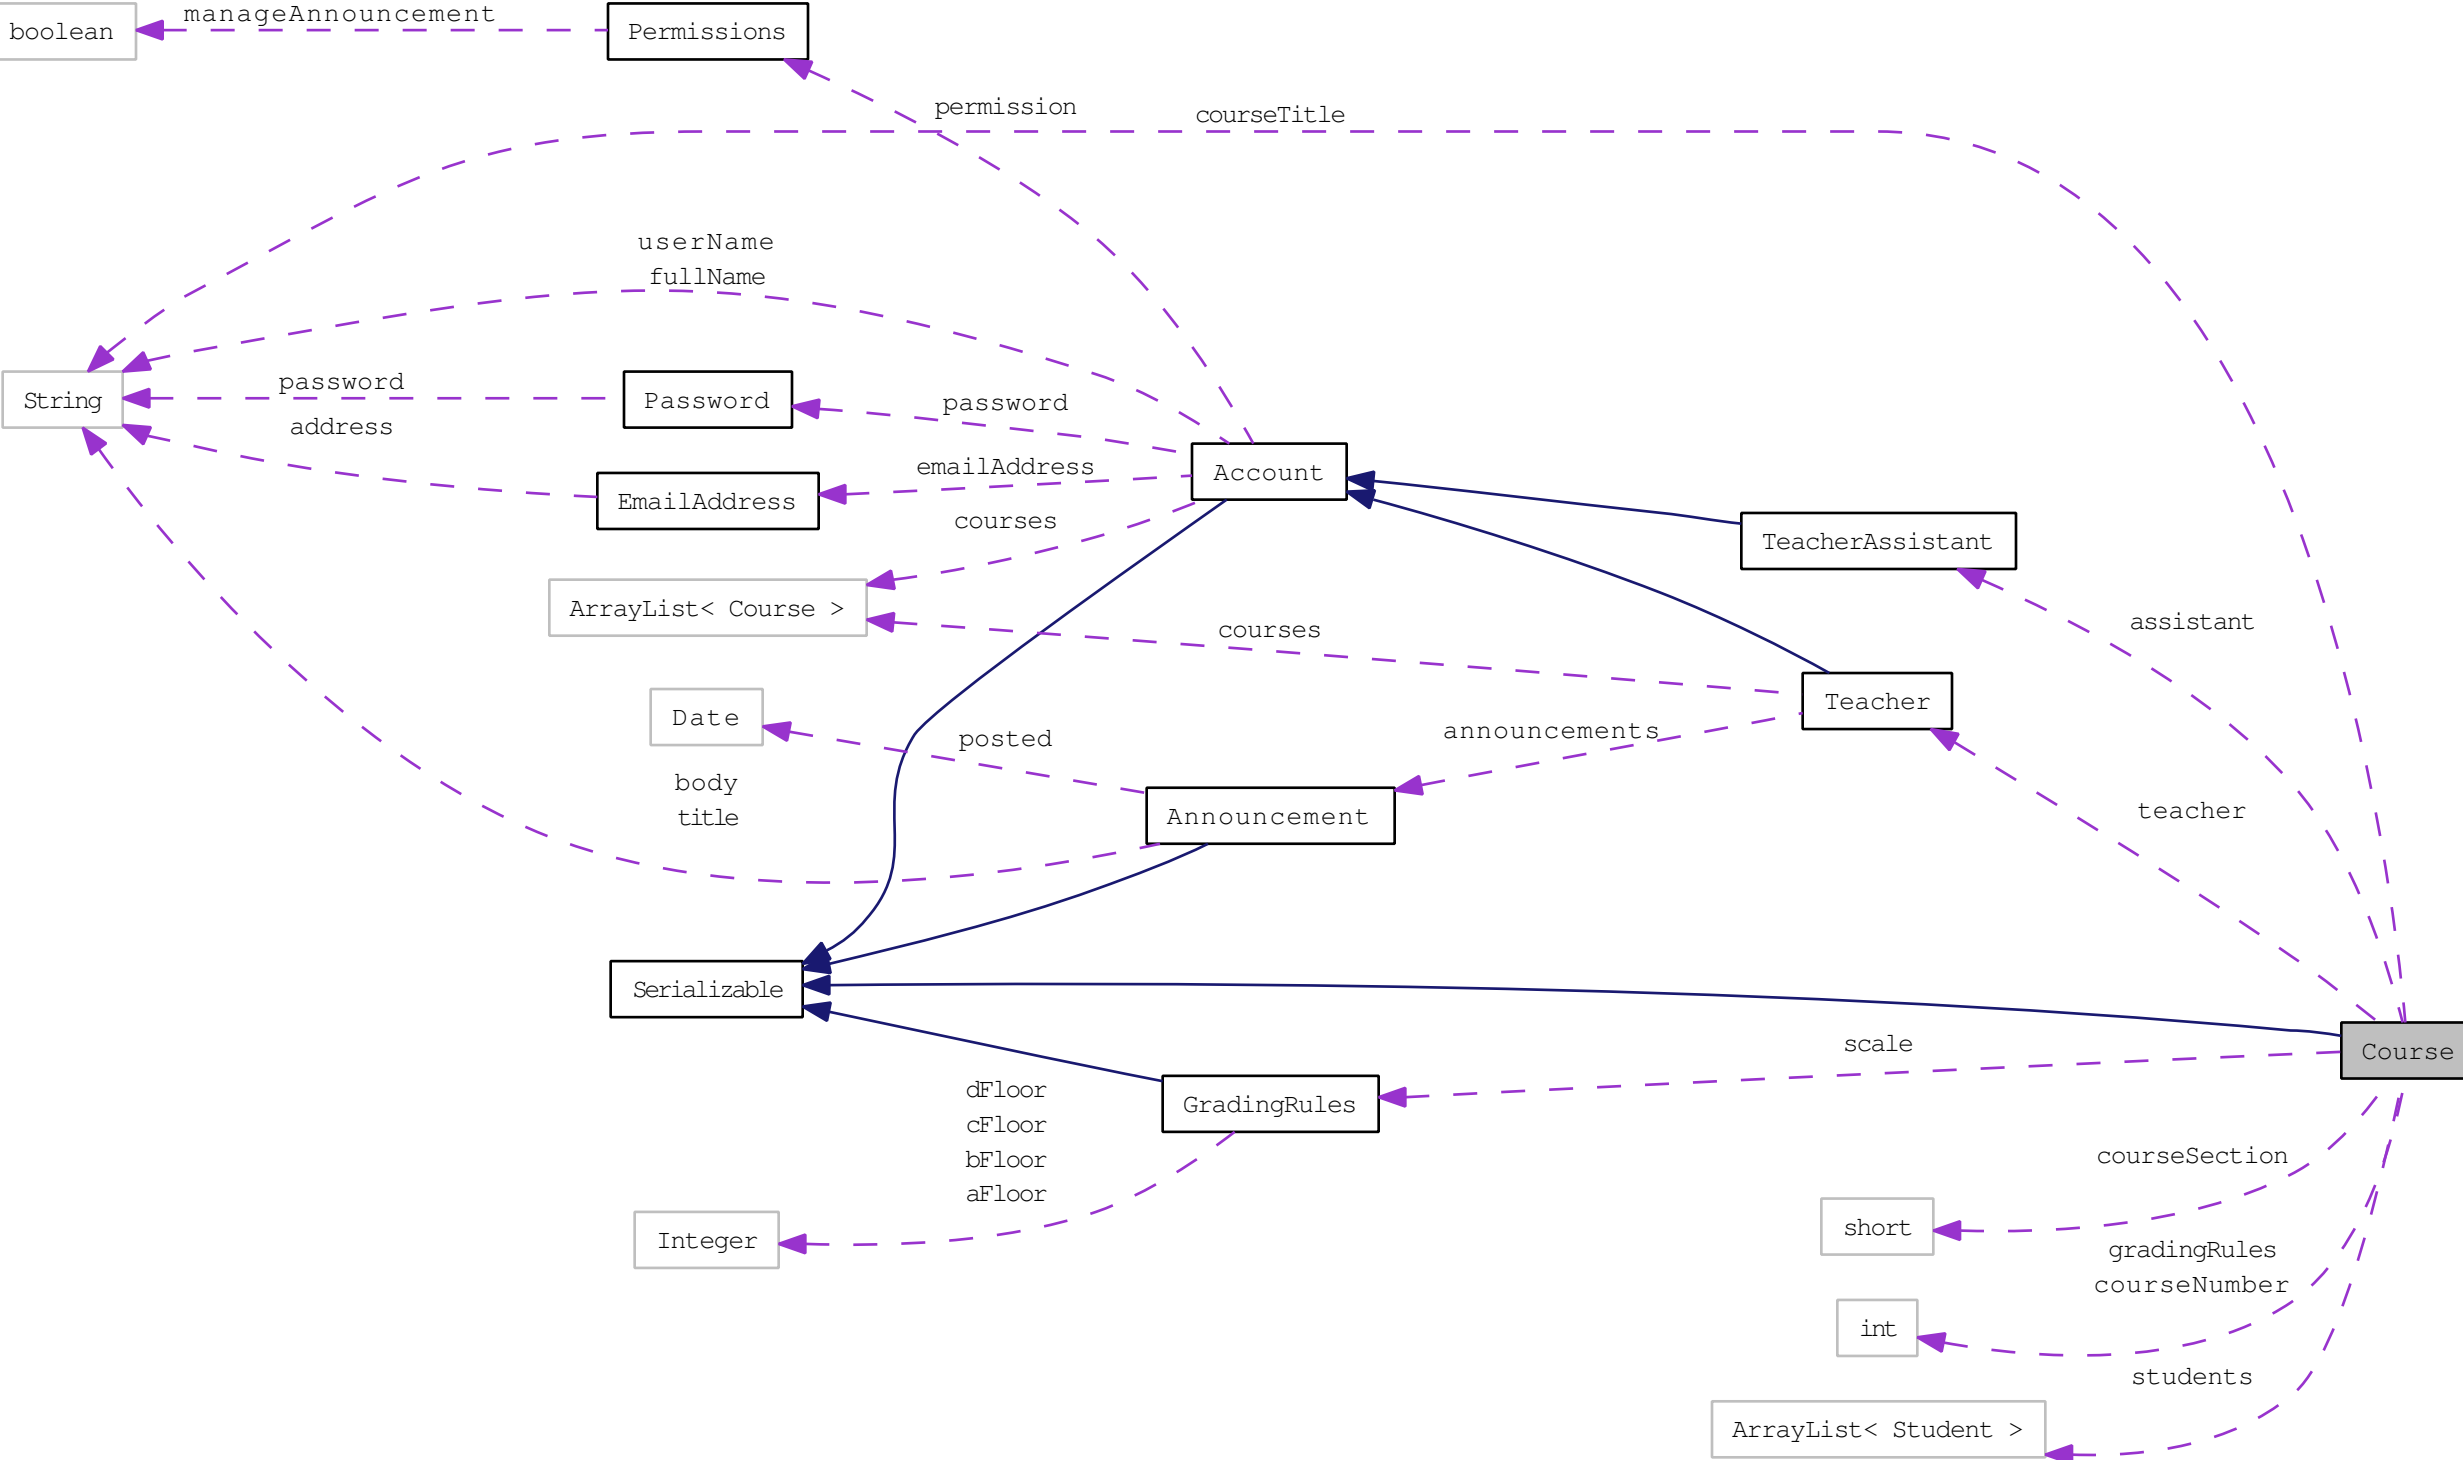 manageAnnouncement
boolean
Permissions
permission
courseTitle
userName
fullName
password
String
Password
password
address
emailAddress
Account
EmailAddress
courses
TeacherAssistant
ArrayList< Course >
assistant
courses
Teacher
Date
announcements
posted
body
title
teacher
Announcement
Serializable
scale
Course
dFloor
cFloor
bFloor
aFloor
GradingRules
courseSection
short
Integer
gradingRules
courseNumber
int
students
ArrayList< Student >